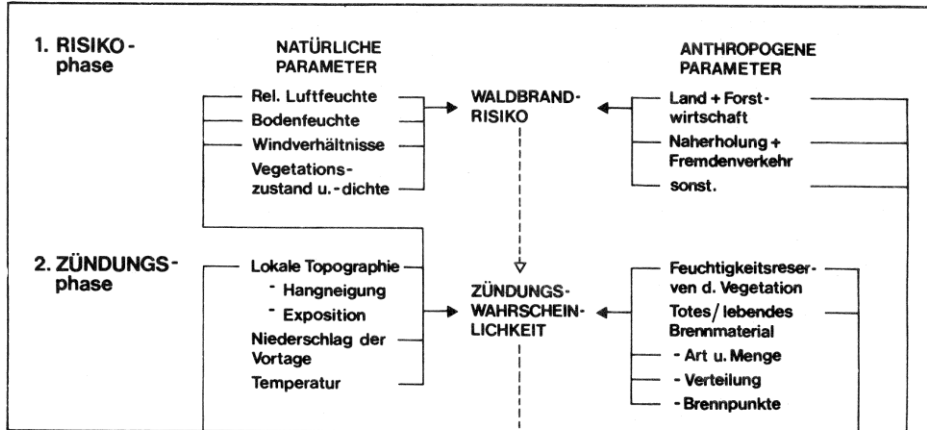 1. RISIKO-
phase
NATÜRLICHE
PARAMETER
ANTHROPOGENE
PARAMETER
Rel. Luftfeuchte
Bodenfeuchte
Windverhältnisse
Vegetations-
zustand u.-dichte
WALDBRAND-
RISIKO
Land + Forst-
wirtschaft
Naherholung +
Fremdenverkehr
sonst.
2. ZÜNDUNGS-
phase
Lokale Topographie
- Hangneigung
- Exposition
Niederschlag der
Vortage
Temperatur
ZÜNDUNGS-
WAHRSCHEIN-
LICHKEIT
Feuchtigkeitsreser-
ven d. Vegetation
Totes/lebendes
Brennmaterial
- Art u. Menge
- Verteilung
- Brennpunkte